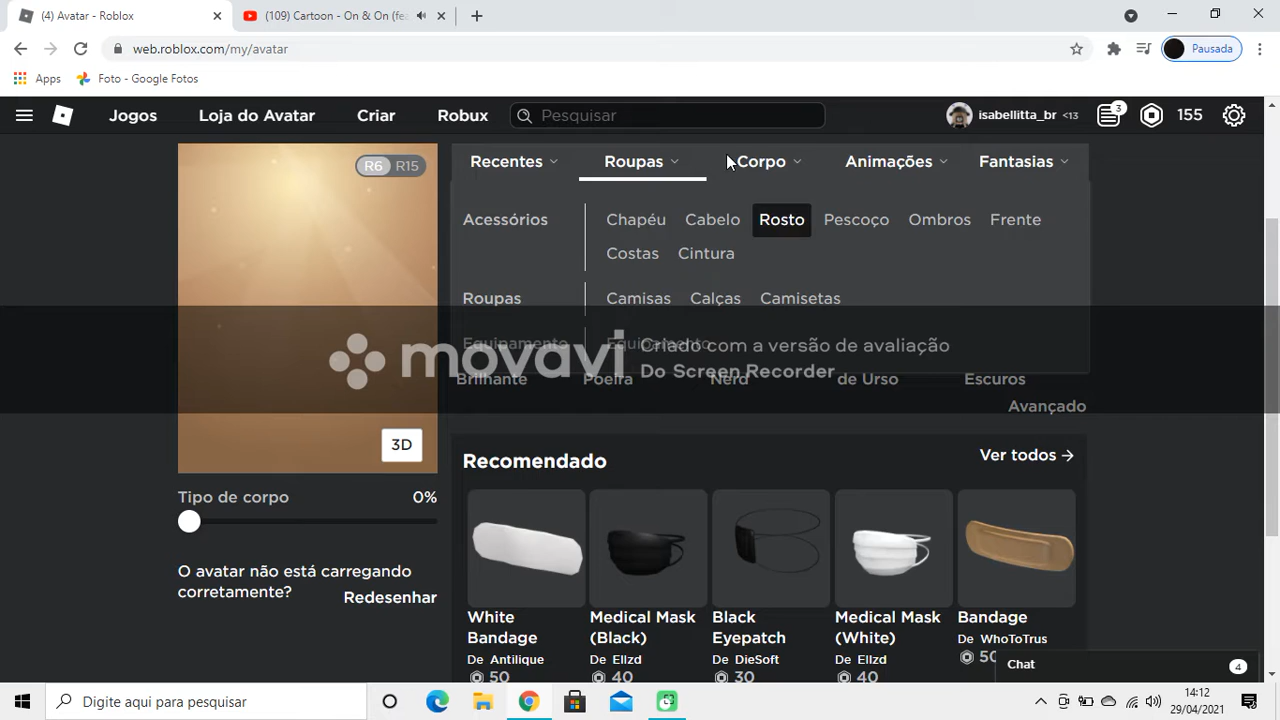 (4) Avatar - Roblox
(109) Cartoon - On & On (fea
web.roblox.com/my/avatar
Pausada
Apps
Foto - Google Fotos
Jogos
Loja do Avatar
Criar
Robux
Pesquisar
isabellitta_br
<13
3
155
R6 R15
Recentes
Roupas
Corpo
Animações
Fantasias
Acessórios
Chapéu Cabelo Rosto Pescoço Ombros Frente
Costas Cintura
Roupas
Camisas Calças Camisetas
Equipamento
Equipamento
movavi
Criado com a versão de avaliação
Do Screen Recorder
Brilhante
Poeira
Nerd
de Urso
Escuros
Avançado
3D
Recomendado
Ver todos
Tipo de corpo
0%
O avatar não está carregando
corretamente?
Redesenhar
White
Bandage
De Antilique
50
Medical Mask
(Black)
De Ellzd
40
Black
Eyepatch
De DieSoft
30
Medical Mask
(White)
De Ellzd
40
Bandage
De WhoToTrus
50
Chat
4
Digite aqui para pesquisar
14:12
29/04/2021